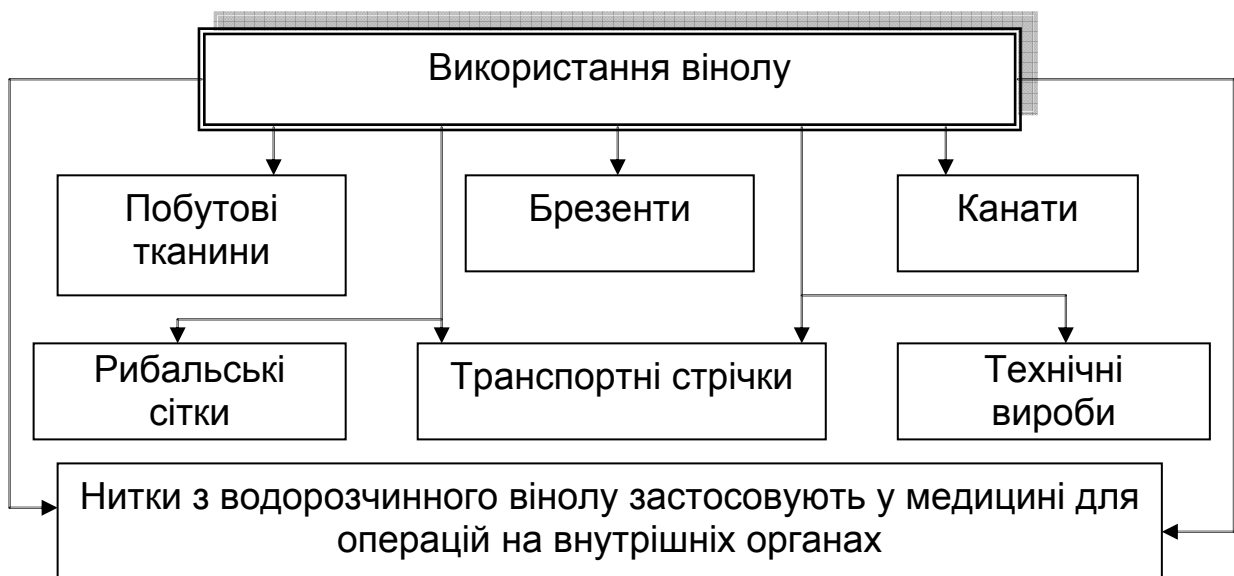 Використання вінолу
Побутові
тканини
Брезенти
Канати
Рибальські
сітки
Транспортні стрічки
Технічні
вироби
Нитки з водорозчинного вінолу застосовують у медицині для
операцій на внутрішніх органах